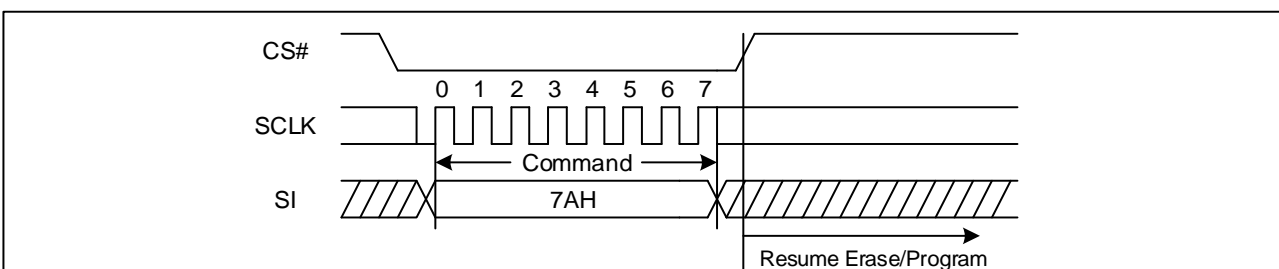 CS#
0 1 2 3 4 5 6 7
SCLK
Command
SI
7AH
Resume Erase/Program